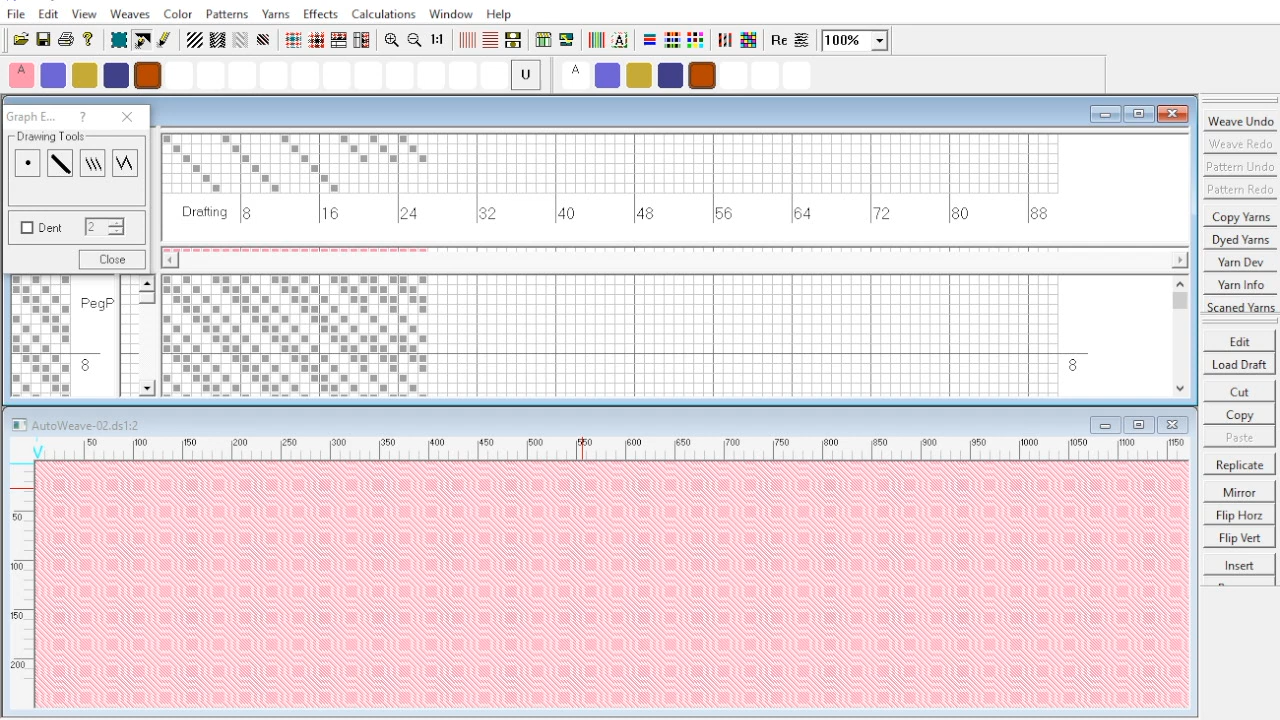 File Edit View Weaves Color Patterns Yarns Effects Calculations Window Help
1:1 Re 100%
A U A
Graph E... ? ×
Drawing Tools
Dent 2
Close
Drafting 8 16 24 32 40 48 56 64 72 80 88
PegP
8
8
AutoWeave-02.ds1:2
50 100 150 200 250 300 350 400 450 500 600 650 700 750 800 850 900 950 1000 1050 1100 1150
50
100
150
200
Weave Undo
Weave Redo
Pattern Undo
Pattern Redo
Copy Yarns
Dyed Yarns
Yarn Dev
Yarn Info
Scaned Yarns
Edit
Load Draft
Cut
Copy
Paste
Replicate
Mirror
Flip Horz
Flip Vert
Insert